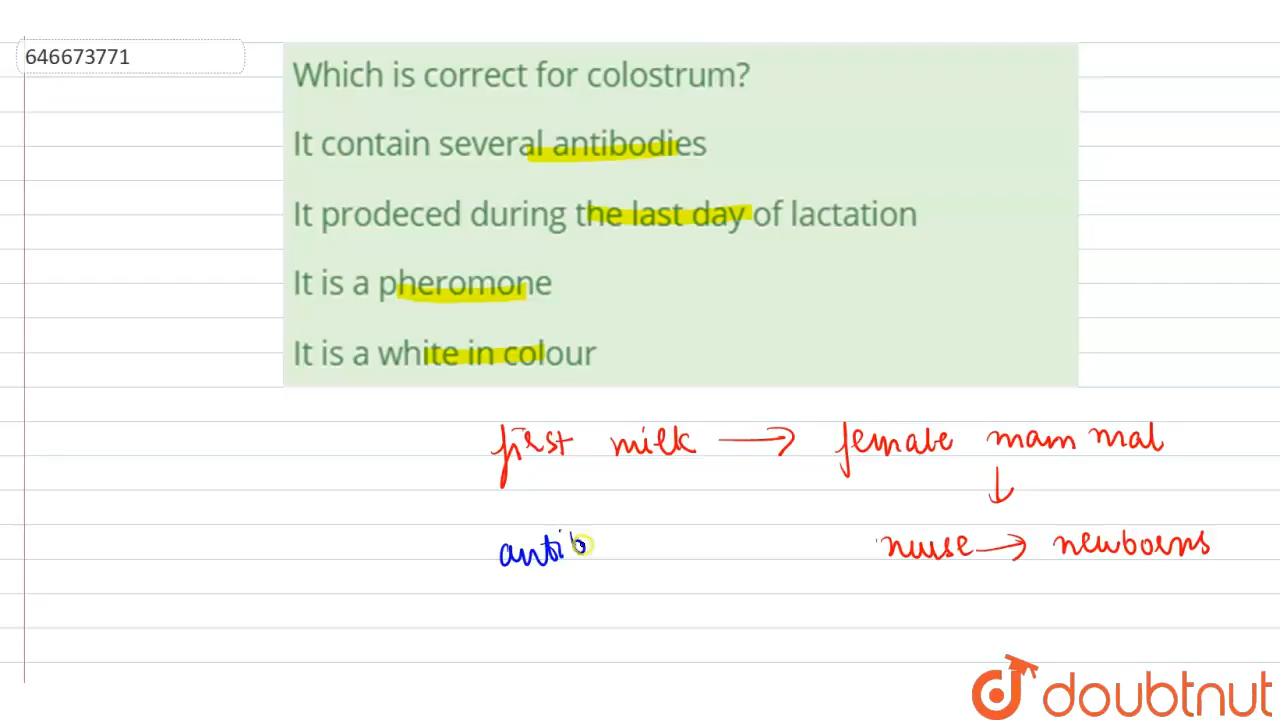 646673771
Which is correct for colostrum?
It contain several antibodies
It prodeced during the last day of lactation
It is a pheromone
It is a white in colour
first milk → female mammal
↓
antib nurse → newborns
doubtnut